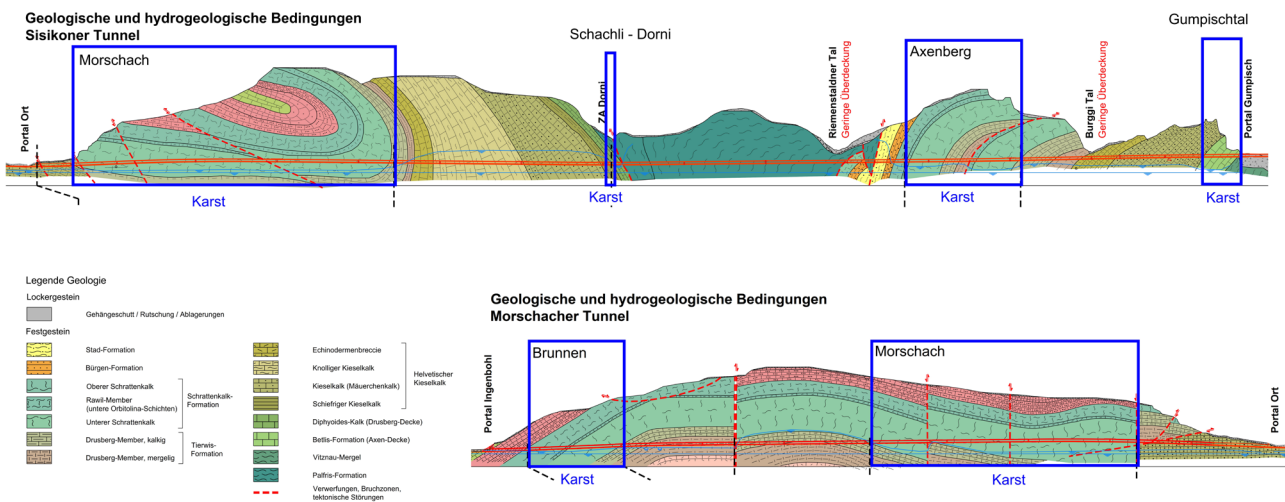 Geologische und hydrogeologische Bedingungen
Sisikoner Tunnel
Schachli - Dorni
Gumpischtal
Morschach
Axenberg
Portal Ort
ZA Dorni
Riemenstaldner Tal
Geringe Überdeckung
Burggi Tal
Geringe Überdeckung
Portal Gumpisch
Karst
Karst
Karst
Karst
Legende Geologie
Lockergestein
Gehängeschutt / Rutschung / Ablagerungen
Festgestein
Stad-Formation
Bürgen-Formation
Oberer Schrattenkalk
Rawil-Member
(untere Orbitolina-Schichten)
Unterer Schrattenkalk
Schrattenkalk-
Formation
Drusberg-Member, kalkig
Drusberg-Member, mergelig
Tierwis-
Formation
Echinodermenbreccie
Knolliger Kieselkalk
Kieselkalk (Mäuerchenkalk)
Schiefriger Kieselkalk
Helvetischer
Kieselkalk
Diphyoides-Kalk (Drusberg-Decke)
Betlis-Formation (Axen-Decke)
Vitznau-Mergel
Palfris-Formation
Verwerfungen, Bruchzonen,
tektonische Störungen
Geologische und hydrogeologische Bedingungen
Morschacher Tunnel
Portal Ingenbohl
Brunnen
Morschach
Portal Ort
Karst
Karst